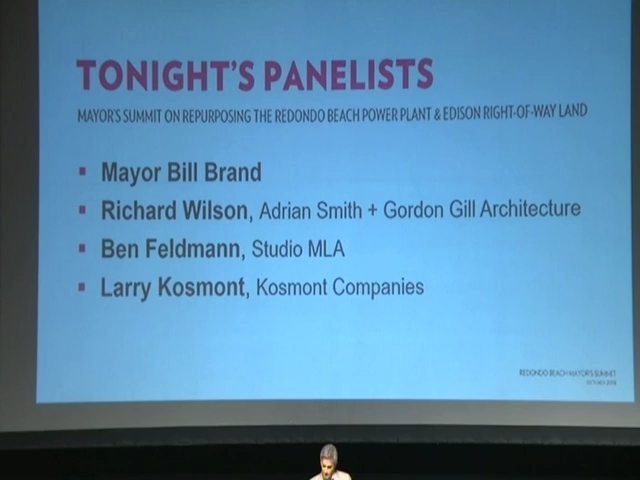 TONIGHT'S PANELISTS
MAYOR'S SUMMIT ON REPURPOSING THE REDONDO BEACH POWER PLANT & EDISON RIGHT-OF-WAY LAND
▪ Mayor Bill Brand
▪ Richard Wilson, Adrian Smith + Gordon Gill Architecture
▪ Ben Feldmann, Studio MLA
▪ Larry Kosmont, Kosmont Companies
REDONDO BEACH MAYOR'S SUMMIT